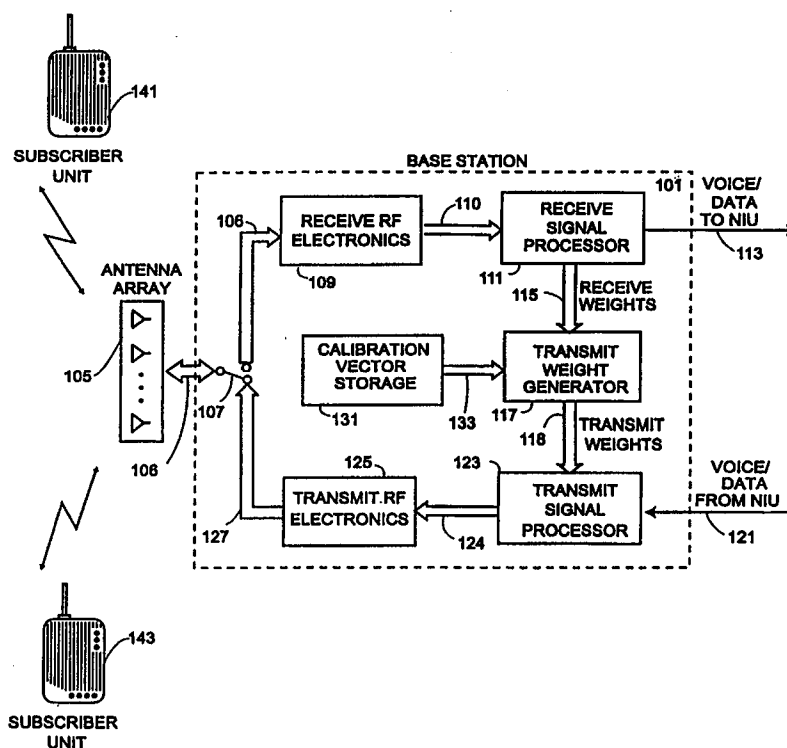 141
SUBSCRIBER
UNIT
BASE STATION
101
VOICE/
DATA
TO NIU
113
106
RECEIVE RF
ELECTRONICS
109
110
RECEIVE
SIGNAL
PROCESSOR
111
115
RECEIVE
WEIGHTS
ANTENNA
ARRAY
105
106
107
CALIBRATION
VECTOR
STORAGE
131
133
TRANSMIT
WEIGHT
GENERATOR
117
118
TRANSMIT
WEIGHTS
125
TRANSMIT.RF
ELECTRONICS
127
124
123
TRANSMIT
SIGNAL
PROCESSOR
VOICE/
DATA
FROM NIU
121
143
SUBSCRIBER
UNIT